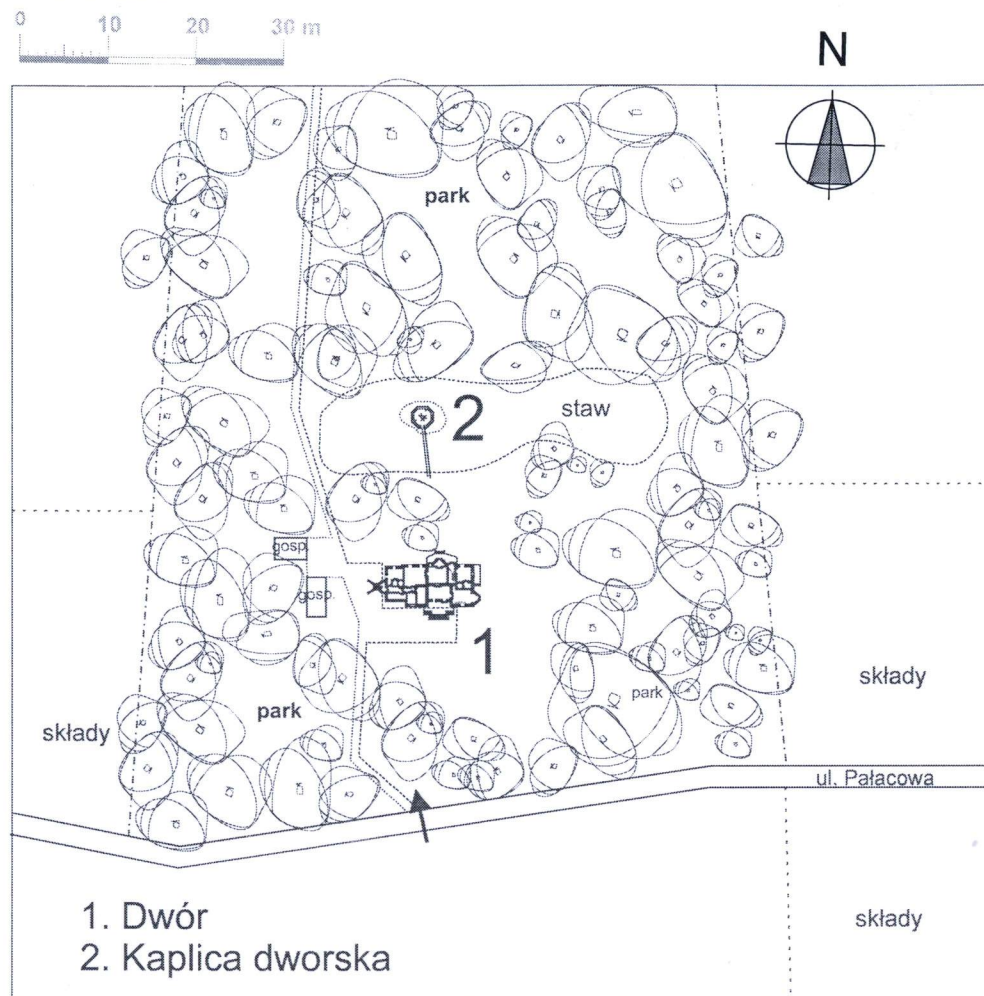 0 10 20 30 m
N
park
2
staw
gosp.
gosp.
1
park
park
składy
składy
ul. Pałacowa
składy
1. Dwór
2. Kaplica dworska